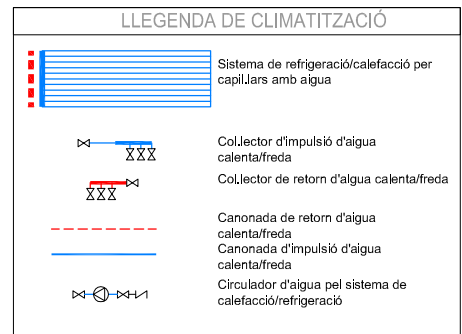 LLEGENDA DE CLIMATITZACIÓ
Sistema de refrigeració/calefacció per
capil.lars amb aigua
Col.lector d'impulsió d'aigua
calenta/freda
Col.lector de retorn d'aigua calenta/freda
Canonada de retorn d'aigua
calenta/freda
Canonada d'impulsió d'aigua
calenta/freda
Circulador d'aigua pel sistema de
calefacció/refrigeració